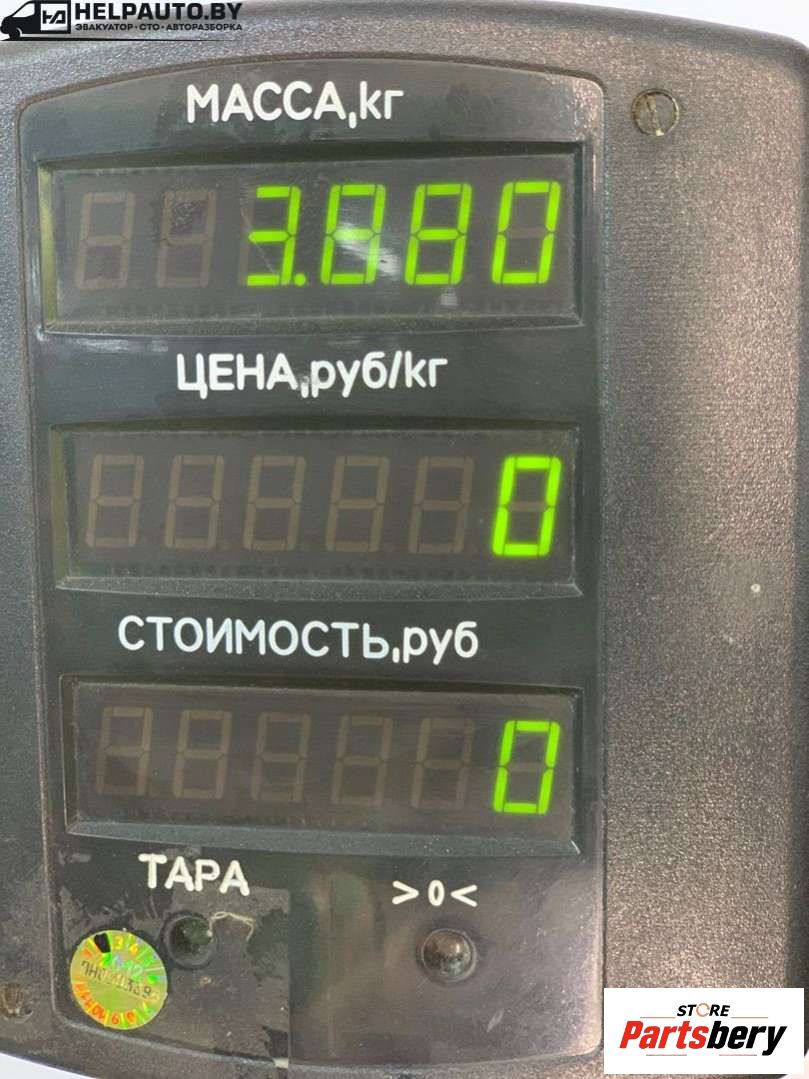 HELPAUTO.BY
ЭВАКУАТОР • СТО • АВТОРАЗБОРКА
МАССА,кг
3.880
ЦЕНА,руб/кг
0
СТОИМОСТЬ,руб
0
ТАРА
>0<
STORE
Partsbery